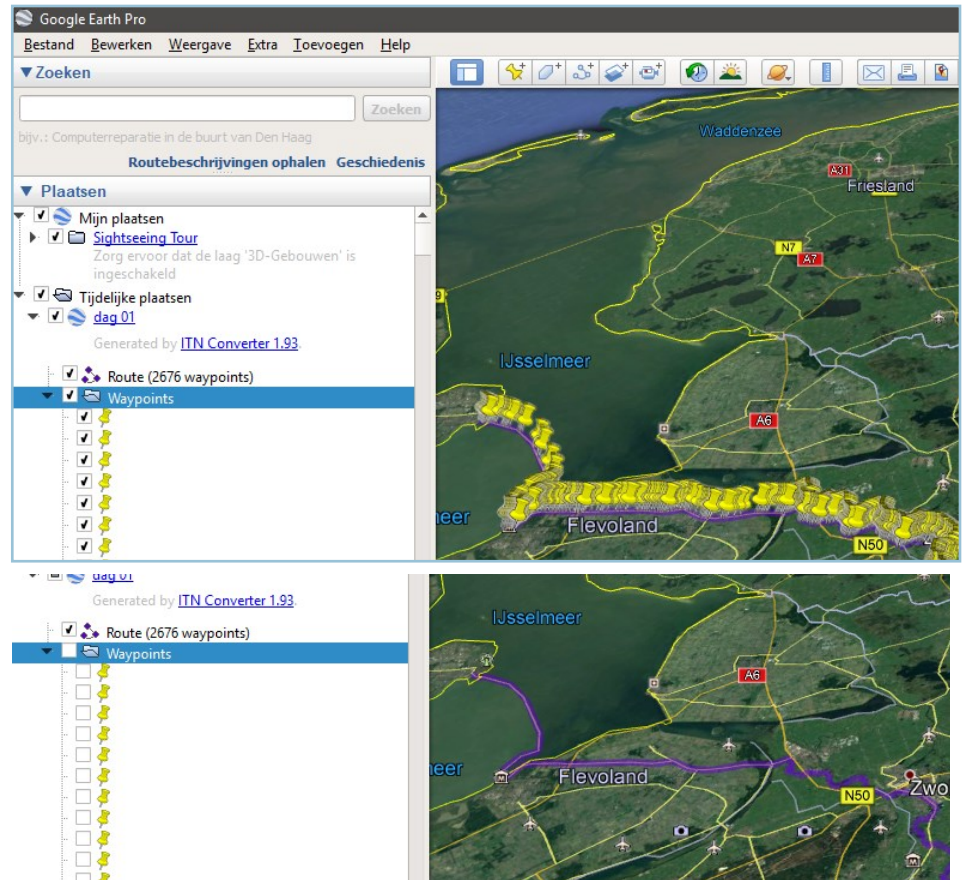 Google Earth Pro
Bestand Bewerken Weergave Extra Toevoegen Help
Zoeken
Zoeken
bijv.: Computerreparatie in de buurt van Den Haag
Routebeschrijvingen ophalen Geschiedenis
Plaatsen
Mijn plaatsen
Sightseeing Tour
Zorg ervoor dat de laag '3D-Gebouwen' is
ingeschakeld
Tijdelijke plaatsen
dag 01
Generated by ITN Converter 1.93.
Route (2676 waypoints)
Waypoints
Waddenzee
A31
Friesland
N7
A7
IJsselmeer
A6
meer
Flevoland
N50
dag 01
Generated by ITN Converter 1.93.
Route (2676 waypoints)
Waypoints
IJsselmeer
A6
meer
Flevoland
N50
Zwo